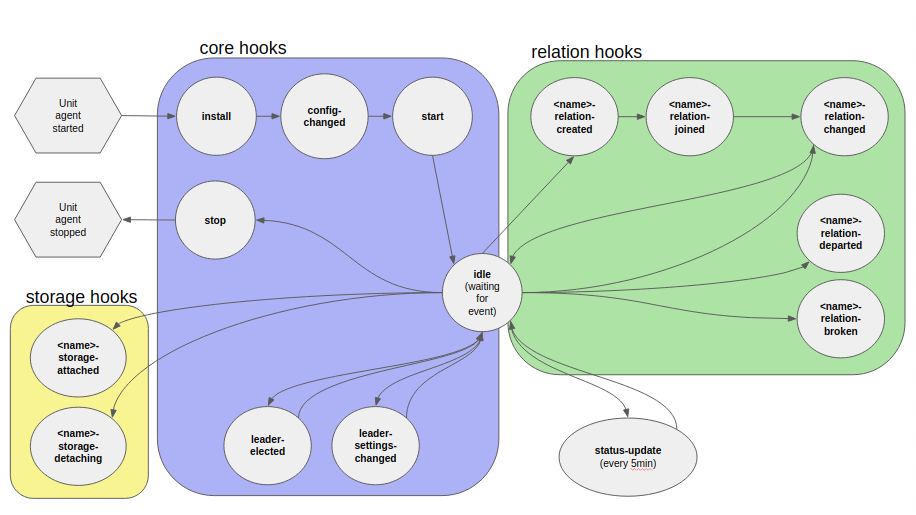 core hooks
relation hooks
Unit
agent
started
install
config-
changed
start
<name>-
relation-
created
<name>-
relation-
joined
<name>-
relation-
changed
Unit
agent
stopped
stop
<name>-
relation-
departed
idle
(waiting
for
event)
storage hooks
<name>-
relation-
broken
<name>-
storage-
attached
<name>-
storage-
detaching
leader-
elected
leader-
settings-
changed
status-update
(every 5min)